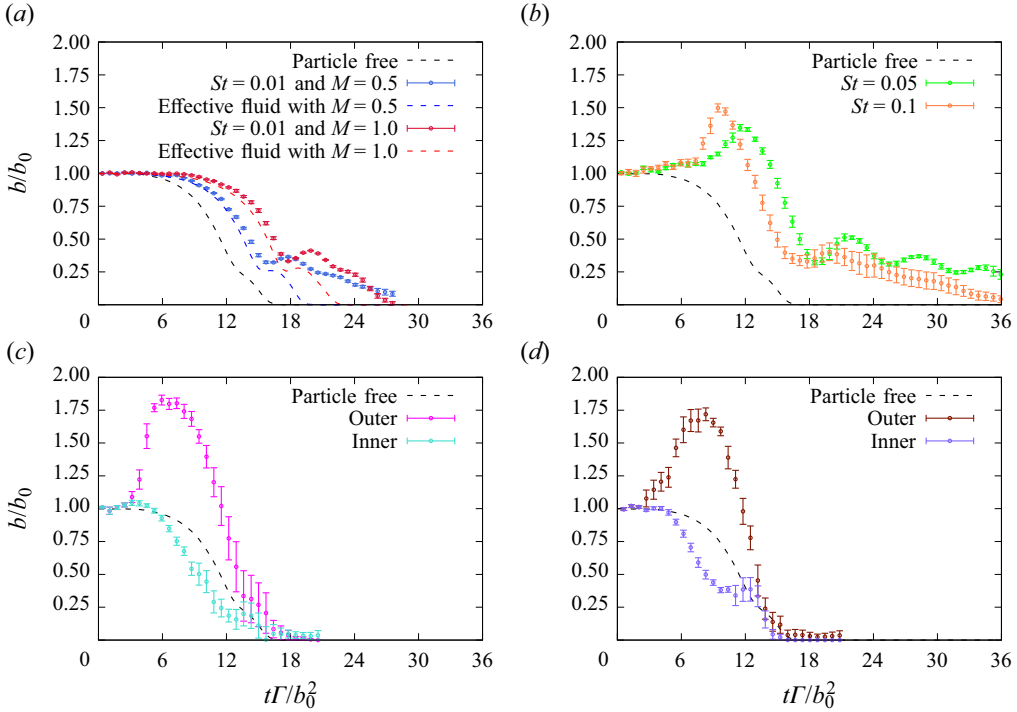 (a)
2.00
1.75
1.50
1.25
1.00
0.75
0.50
0.25
b/b0
0 6 12 18 24 30 36
Particle free
St = 0.01 and M = 0.5
Effective fluid with M = 0.5
St = 0.01 and M = 1.0
Effective fluid with M = 1.0
(b)
2.00
1.75
1.50
1.25
1.00
0.75
0.50
0.25
0 6 12 18 24 30 36
Particle free
St = 0.05
St = 0.1
(c)
2.00
1.75
1.50
1.25
1.00
0.75
0.50
0.25
b/b0
0 6 12 18 24 30 36
tΓ/b0^2
Particle free
Outer
Inner
(d)
2.00
1.75
1.50
1.25
1.00
0.75
0.50
0.25
0 6 12 18 24 30 36
tΓ/b0^2
Particle free
Outer
Inner